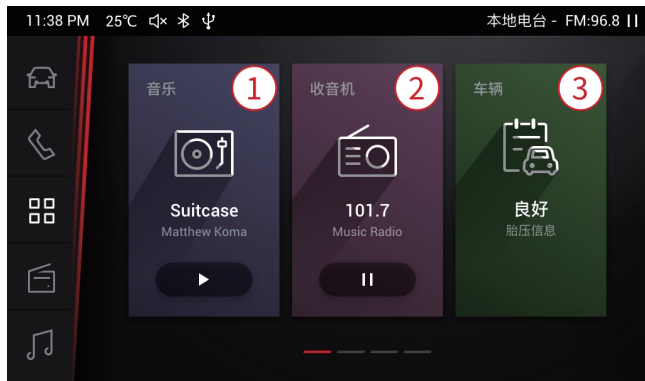 11:38 PM 25℃ 本地电台 - FM:96.8
音乐 1
收音机 2
车辆 3
Suitcase
Matthew Koma
101.7
Music Radio
良好
胎压信息